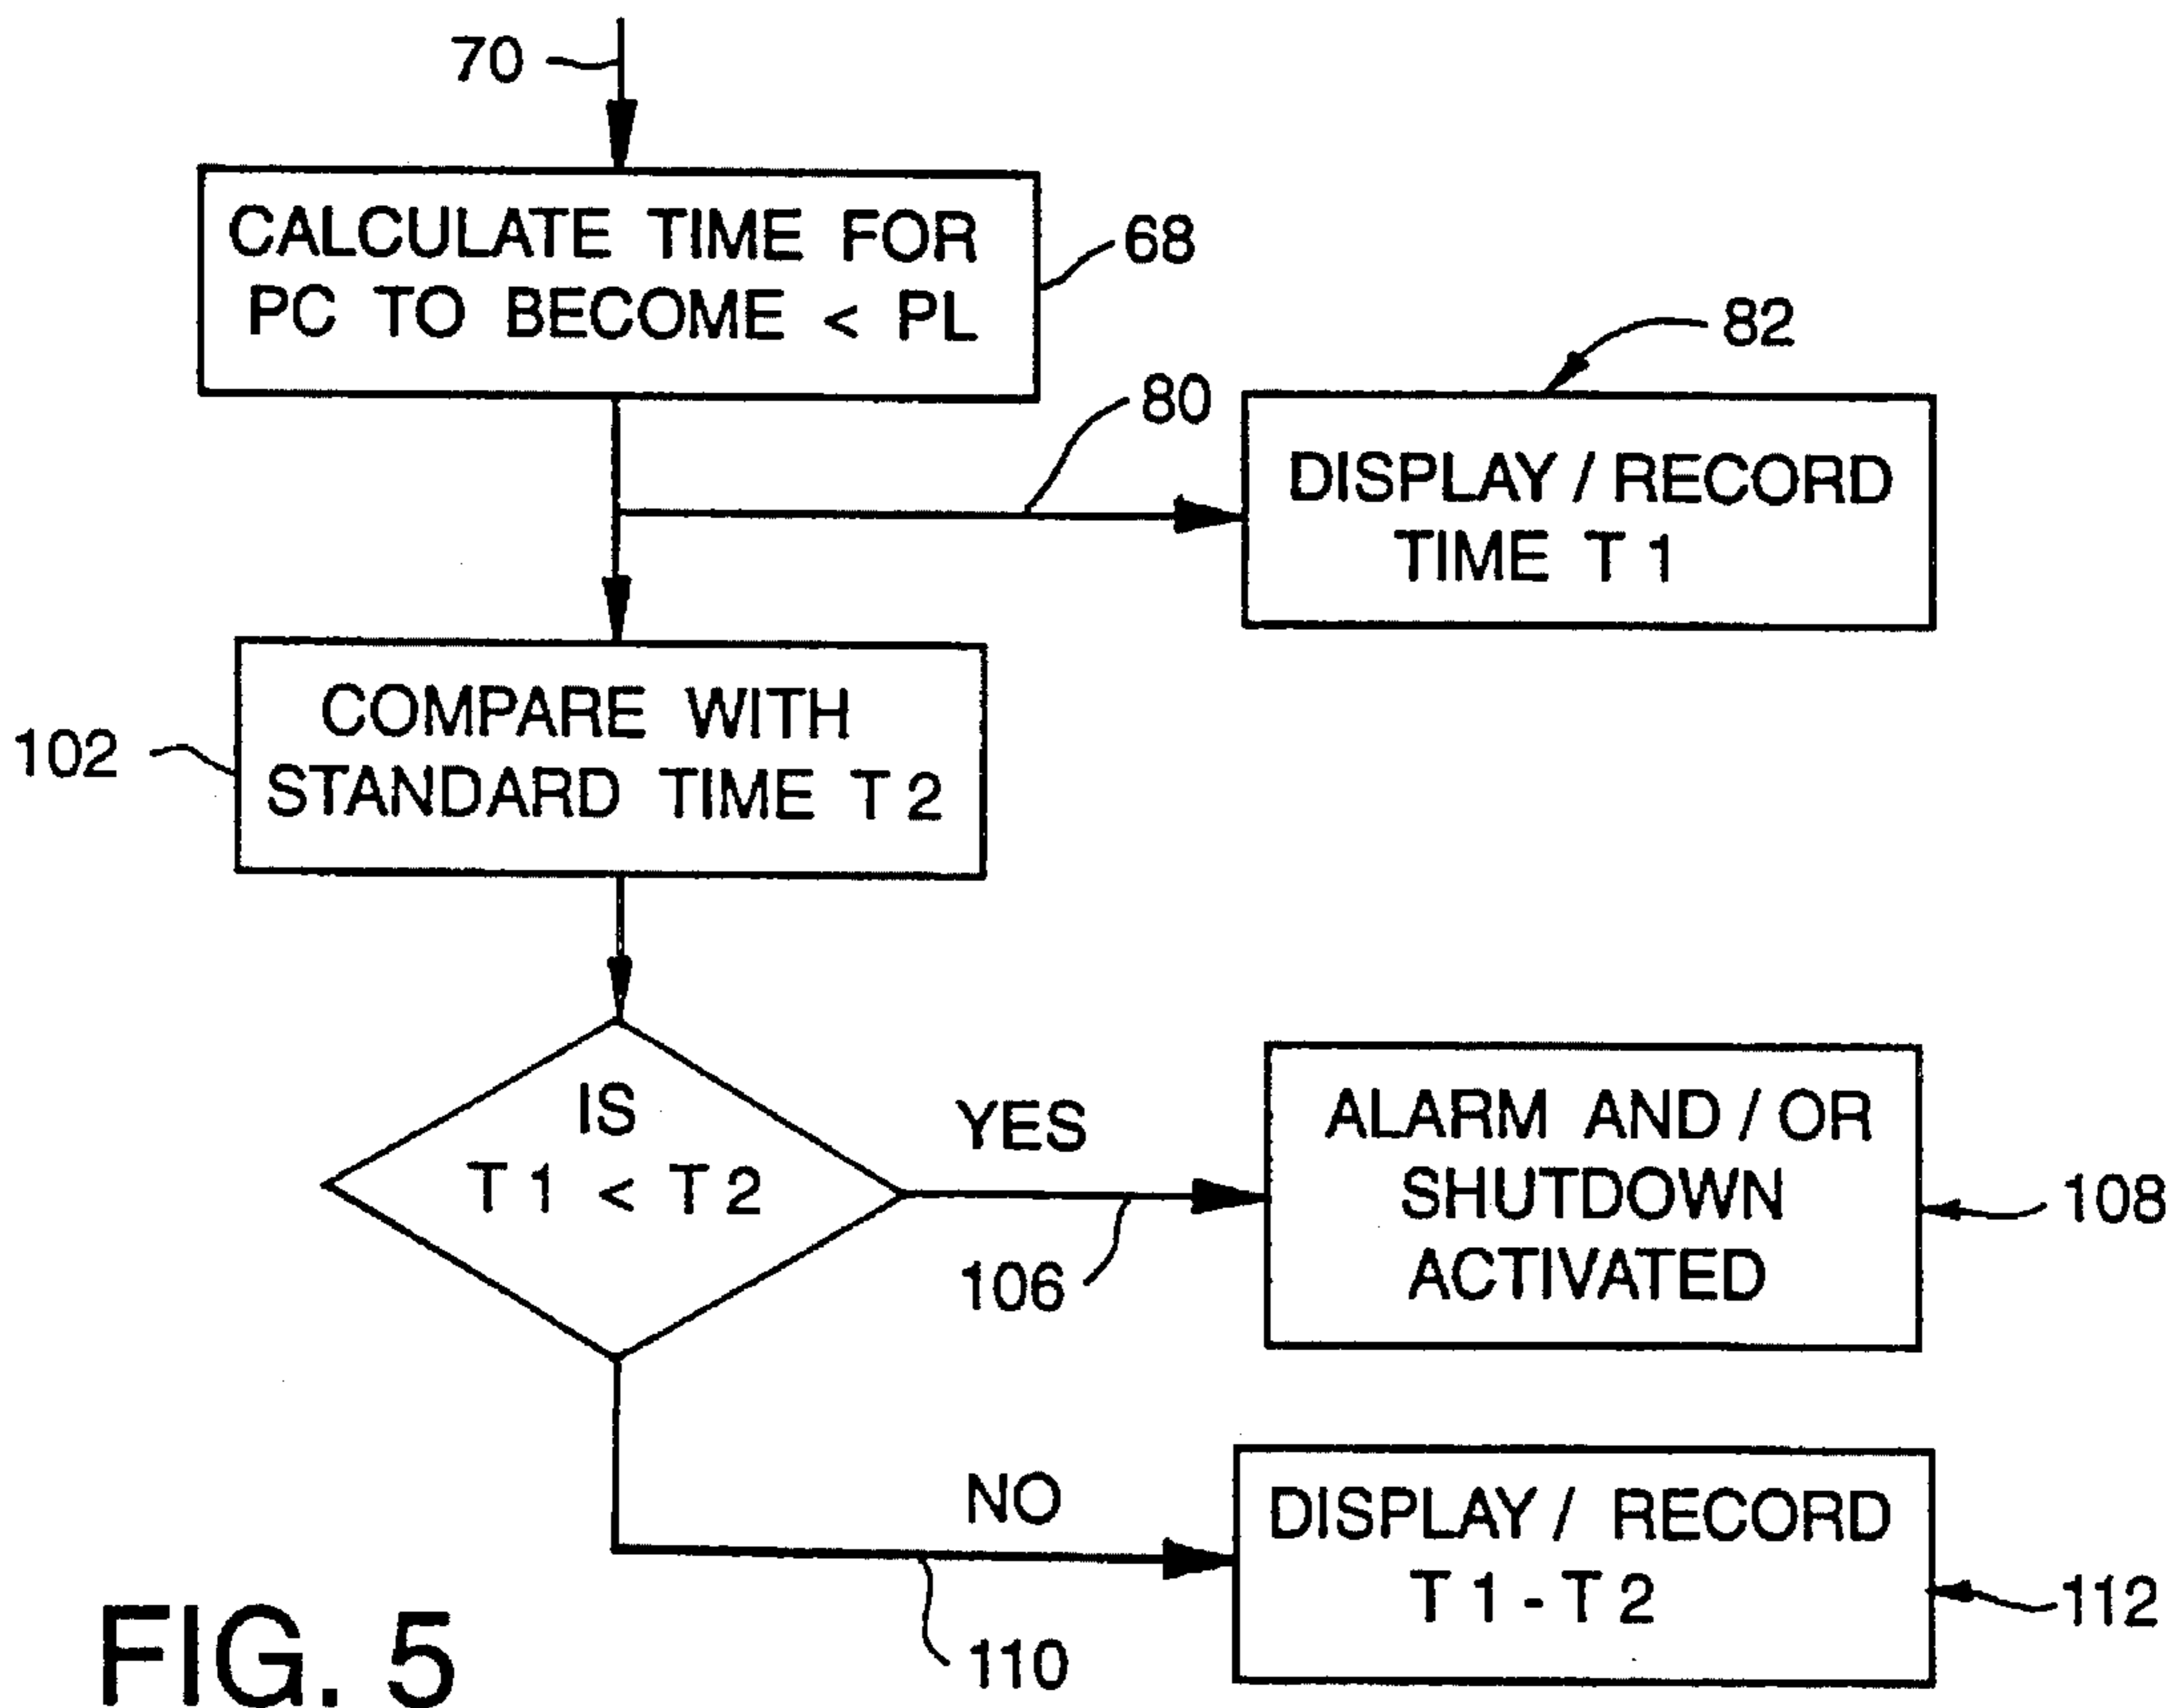 70
CALCULATE TIME FOR
PC TO BECOME < PL
68
82
80
DISPLAY / RECORD
TIME T 1
COMPARE WITH
STANDARD TIME T 2
102
IS
T 1 < T 2
YES
106
ALARM AND / OR
SHUTDOWN
ACTIVATED
108
NO
110
DISPLAY / RECORD
T 1 - T 2
112
FIG. 5